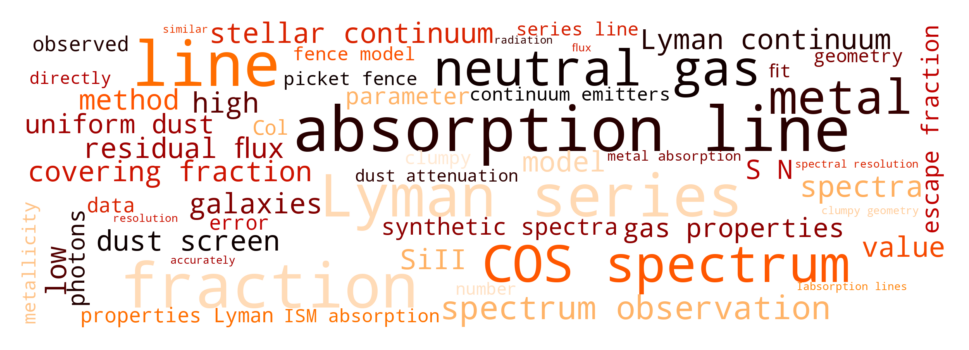 similar
stellar continuum
series line
radiation
flux
Lyman continuum
observed
line
fence model
neutral gas
geometry
directly
picket fence
fit
method
high
parameter
continuum emitters
metal
escape fraction
uniform dust
Col
absorption line
residual flux
clumpy
model
metal absorption
S N
spectral resolution
covering fraction
dust attenuation
Lyman series
spectra
data
galaxies
clumpy geometry
resolution
error
synthetic spectra
gas properties
metallicity
low
photons
dust screen
SiII
COS spectrum
value
accurately
fraction
number
labsorption lines
properties Lyman
ISM absorption
spectrum observation